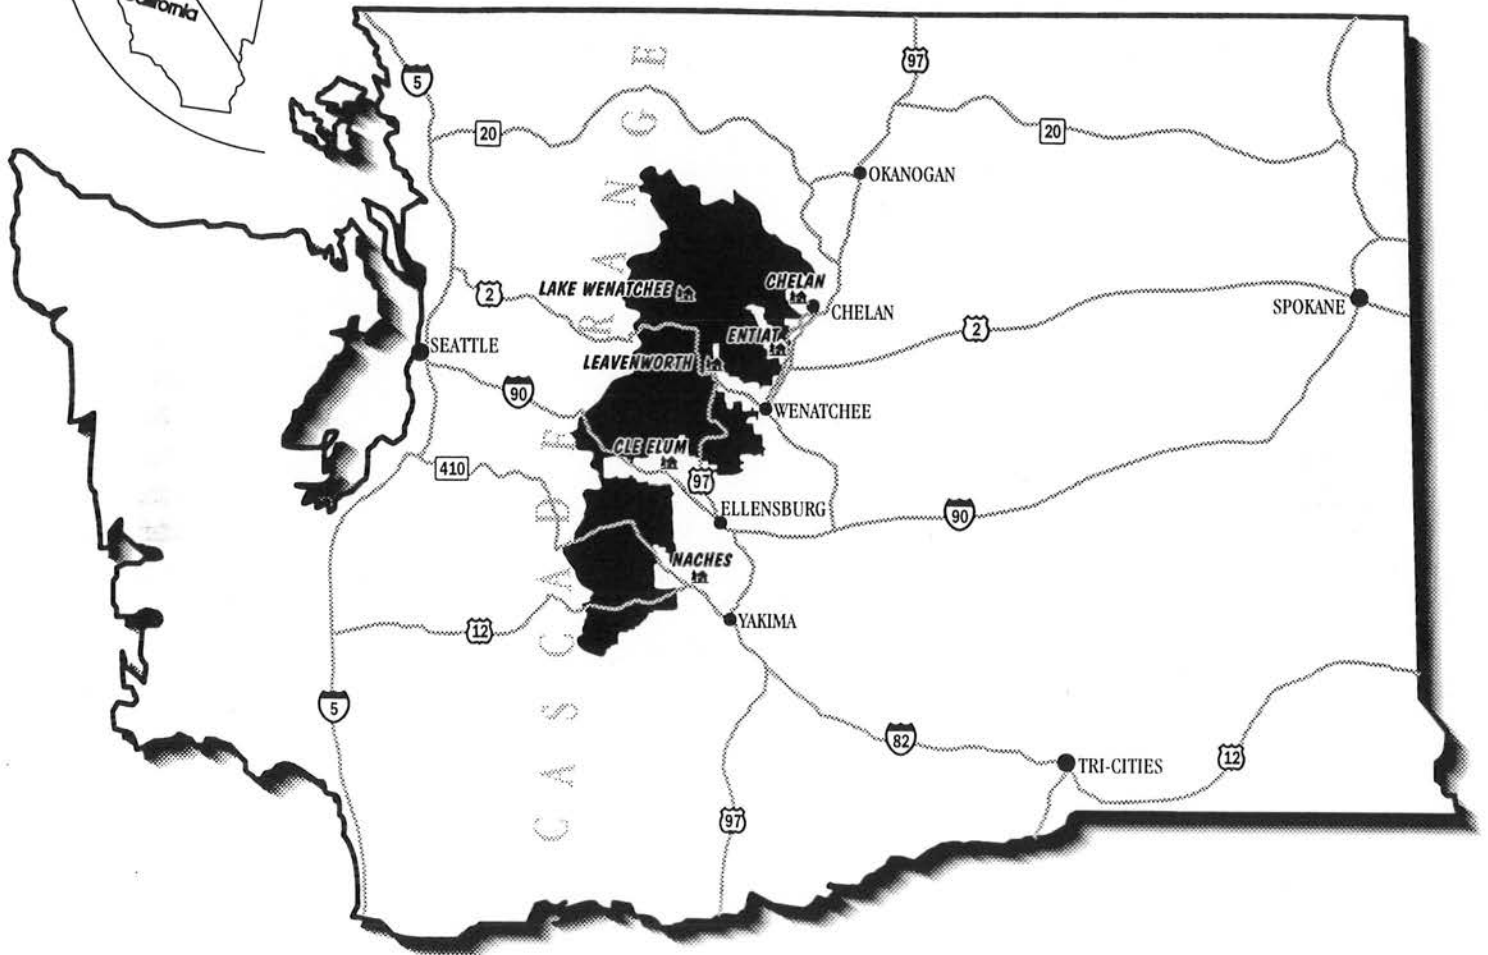 California
5
97
20
20
OKANOGAN
LAKE WENATCHEE
CHELAN
2
CHELAN
SPOKANE
2
ENTIAT
SEATTLE
LEAVENWORTH
90
WENATCHEE
CLE ELUM
410
97
ELLENSBURG
90
NACHES
12
YAKIMA
5
82
TRI-CITIES
12
97
CASCADE RANGE